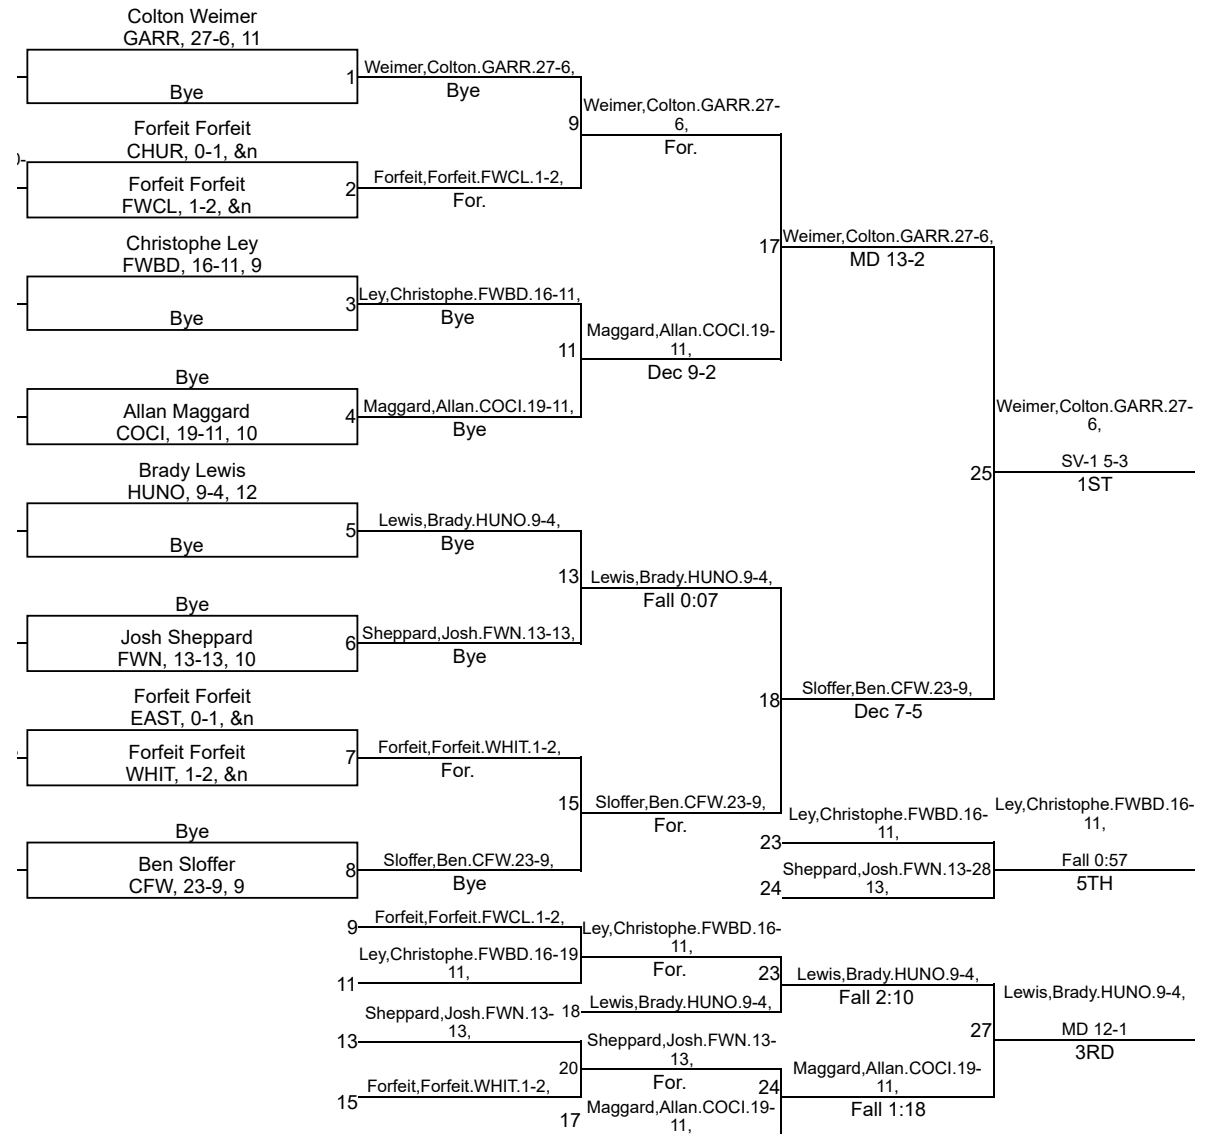 Colton Weimer
GARR, 27-6, 11
1
Weimer,Colton.GARR.27-6,
Bye
Bye
9
Weimer,Colton.GARR.27-
6,
For.
Forfeit Forfeit
CHUR, 0-1, &n
0-
Forfeit Forfeit
FWCL, 1-2, &n
2
Forfeit,Forfeit.FWCL.1-2,
For.
17
Weimer,Colton.GARR.27-6,
MD 13-2
Christophe Ley
FWBD, 16-11, 9
3
Ley,Christophe.FWBD.16-11,
Bye
Bye
11
Maggard,Allan.COCI.19-
11,
Dec 9-2
Bye
Allan Maggard
COCI, 19-11, 10
4
Maggard,Allan.COCI.19-11,
Bye
25
Weimer,Colton.GARR.27-
6,
SV-1 5-3
1ST
Brady Lewis
HUNO, 9-4, 12
5
Lewis,Brady.HUNO.9-4,
Bye
Bye
13
Lewis,Brady.HUNO.9-4,
Fall 0:07
Bye
Josh Sheppard
FWN, 13-13, 10
6
Sheppard,Josh.FWN.13-13,
Bye
18
Sloffer,Ben.CFW.23-9,
Dec 7-5
Forfeit Forfeit
EAST, 0-1, &n
Forfeit Forfeit
WHIT, 1-2, &n
7
Forfeit,Forfeit.WHIT.1-2,
For.
15
Sloffer,Ben.CFW.23-9,
For.
Bye
Ben Sloffer
CFW, 23-9, 9
8
Sloffer,Ben.CFW.23-9,
Bye
23
Ley,Christophe.FWBD.16-
11,
24
Sheppard,Josh.FWN.13-28
13,
Ley,Christophe.FWBD.16-
11,
Fall 0:57
5TH
9
Forfeit,Forfeit.FWCL.1-2,
11
Ley,Christophe.FWBD.16-19
11,
Ley,Christophe.FWBD.16-
11,
For.
23
18
Lewis,Brady.HUNO.9-4,
Lewis,Brady.HUNO.9-4,
Fall 2:10
13
Sheppard,Josh.FWN.13-
13,
15
Forfeit,Forfeit.WHIT.1-2,
20
Sheppard,Josh.FWN.13-
13,
For.
24
17
Maggard,Allan.COCI.19-
11,
Maggard,Allan.COCI.19-
11,
Fall 1:18
27
Lewis,Brady.HUNO.9-4,
MD 12-1
3RD